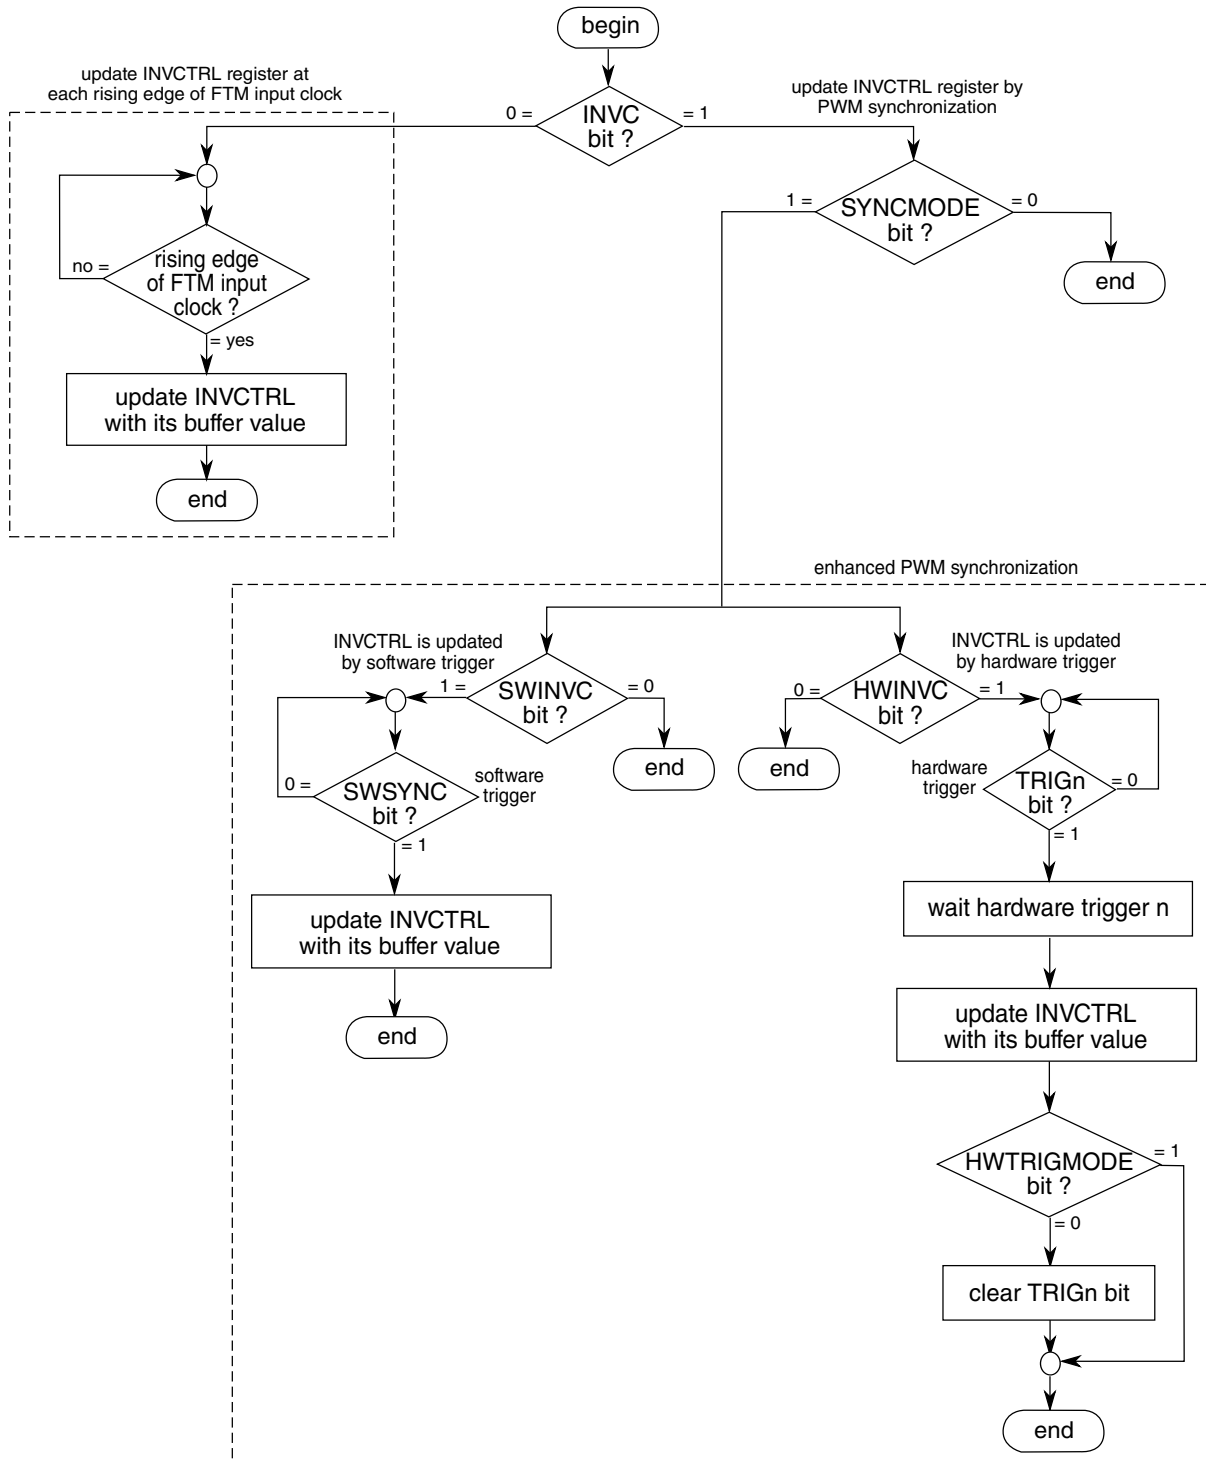 begin
update INVCTRL register at
each rising edge of FTM input clock
update INVCTRL register by
PWM synchronization
0 =
INVC
bit ?
= 1
1 =
SYNCMODE
bit ?
= 0
end
no =
rising edge
of FTM input
clock ?
= yes
update INVCTRL
with its buffer value
end
enhanced PWM synchronization
INVCTRL is updated
by software trigger
1 =
SWINVC
bit ?
= 0
end
INVCTRL is updated
by hardware trigger
0 =
HWINVC
bit ?
= 1
end
0 =
SWSYNC
bit ?
software
trigger
= 1
update INVCTRL
with its buffer value
end
hardware
trigger
TRIGn
bit ?
= 0
= 1
wait hardware trigger n
update INVCTRL
with its buffer value
HWTRIGMODE
bit ?
= 1
= 0
clear TRIGn bit
end